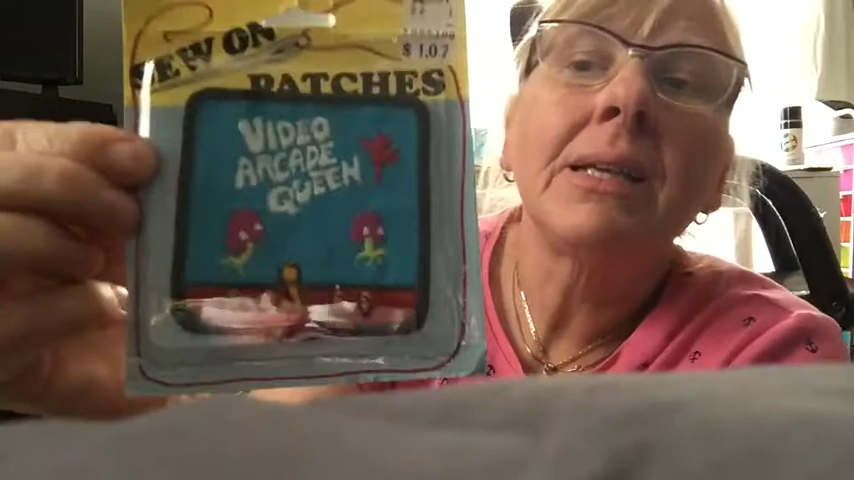 SEW ON
PATCHES
$1.07
VIDEO
ARCADE
QUEEN